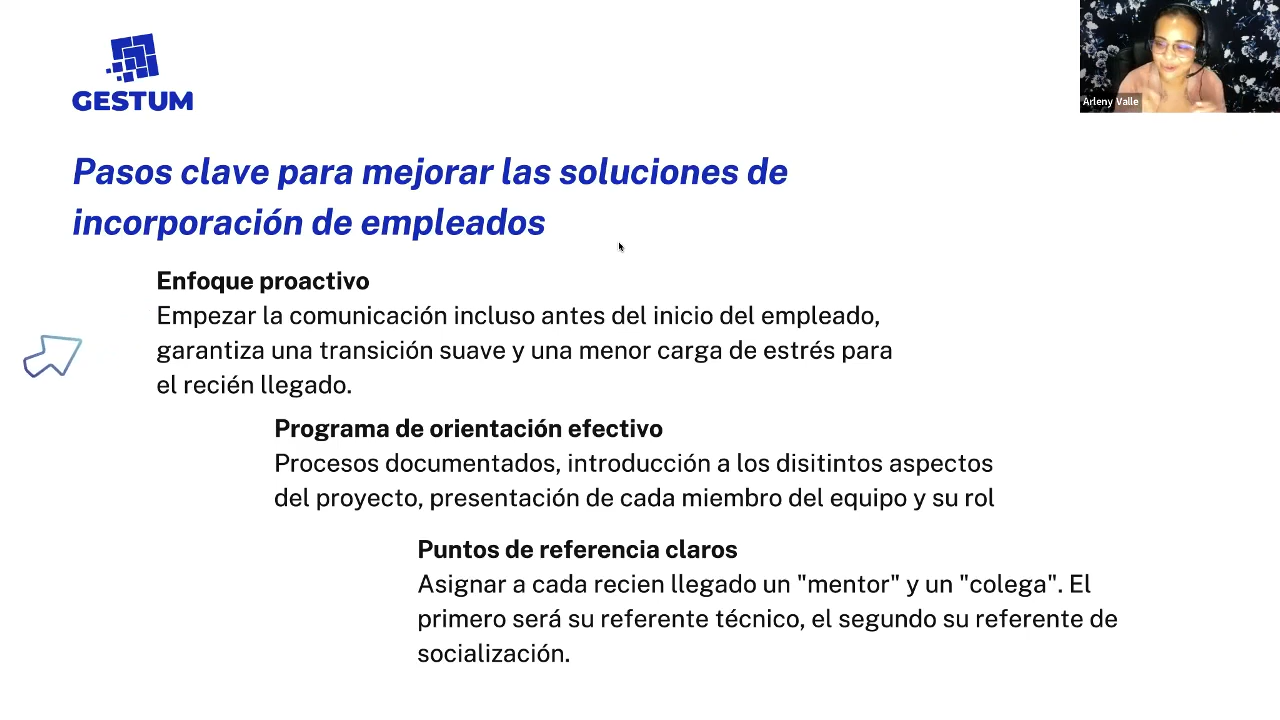 GESTUM
Arleny Valle
Pasos clave para mejorar las soluciones de
incorporación de empleados
Enfoque proactivo
Empezar la comunicación incluso antes del inicio del empleado,
garantiza una transición suave y una menor carga de estrés para
el recién llegado.
Programa de orientación efectivo
Procesos documentados, introducción a los disitintos aspectos
del proyecto, presentación de cada miembro del equipo y su rol
Puntos de referencia claros
Asignar a cada recien llegado un "mentor" y un "colega". El
primero será su referente técnico, el segundo su referente de
socialización.